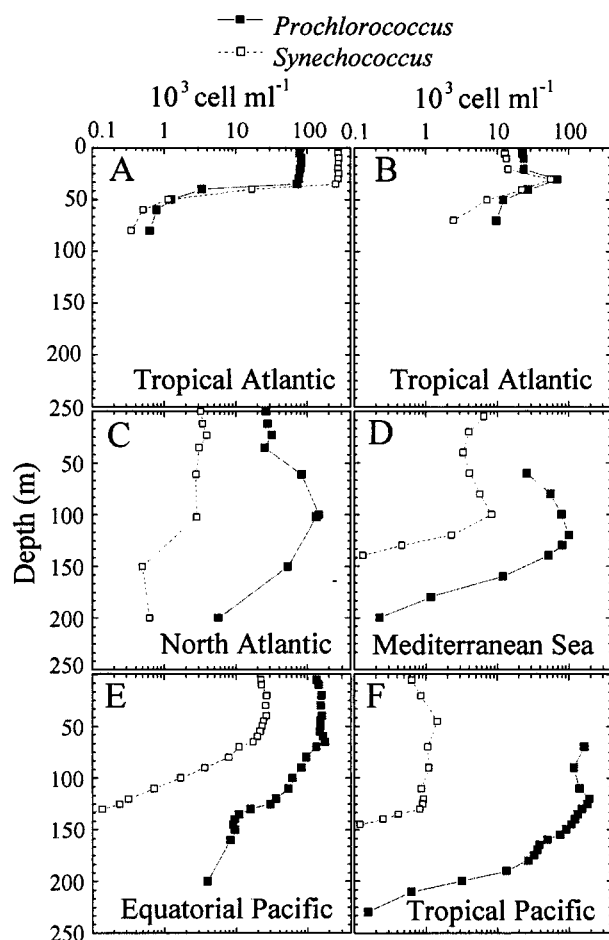 Prochlorococcus
Synechococcus
10³ cell ml⁻¹ 10³ cell ml⁻¹
0.1 1 10 100 0.1 1 10 100
0 A B
50
100
150
200
Tropical Atlantic Tropical Atlantic
250 C D
50
100
150
200
North Atlantic Mediterranean Sea
250 E F
50
100
150
200
Equatorial Pacific Tropical Pacific
250
Depth (m)